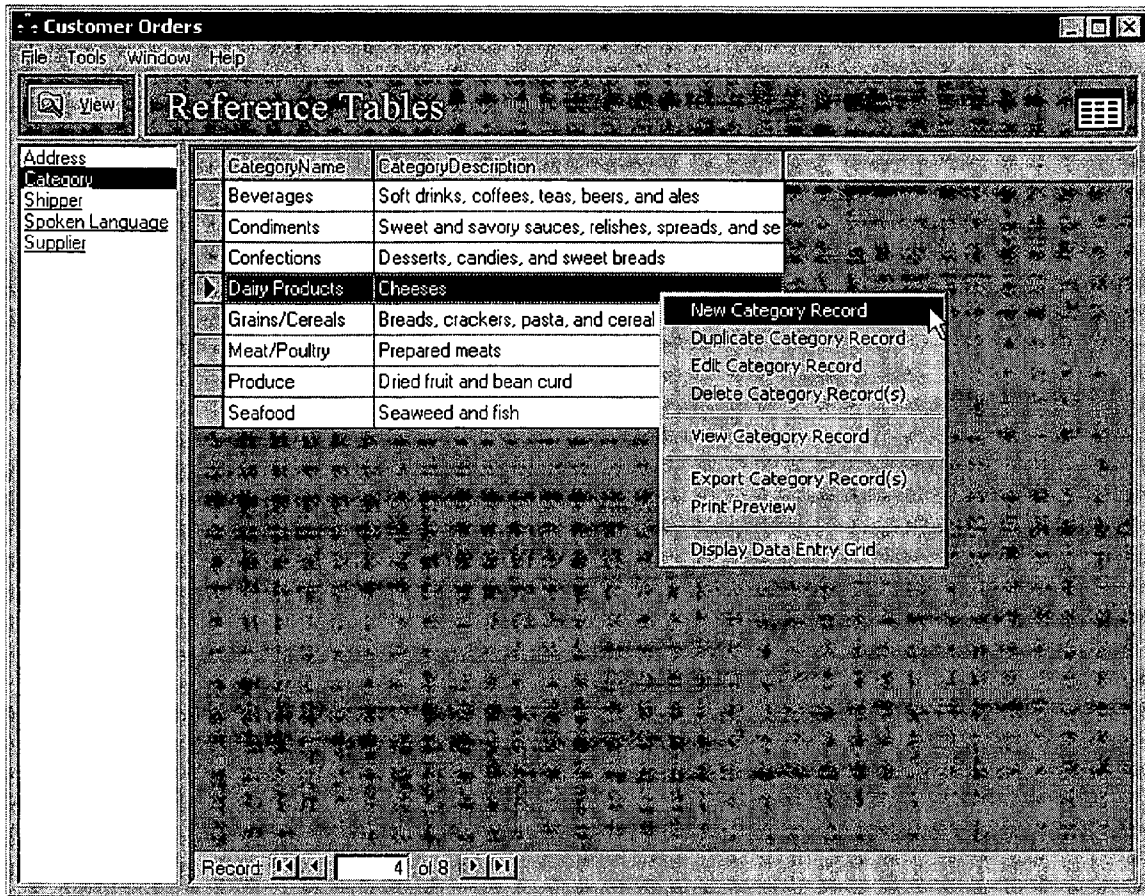 Customer Orders
File Tools Window Help
View
Reference Tables
Address
Category
Shipper
Spoken Language
Supplier
CategoryName CategoryDescription
Beverages Soft drinks, coffees, teas, beers, and ales
Condiments Sweet and savory sauces, relishes, spreads, and se
Confections Desserts, candies, and sweet breads
Dairy Products Cheeses
Grains/Cereals Breads, crackers, pasta, and cereal
Meat/Poultry Prepared meats
Produce Dried fruit and bean curd
Seafood Seaweed and fish
New Category Record
Duplicate Category Record
Edit Category Record
Delete Category Record(s)
View Category Record
Export Category Record(s)
Print Preview
Display Data Entry Grid
Record: 4 of 8